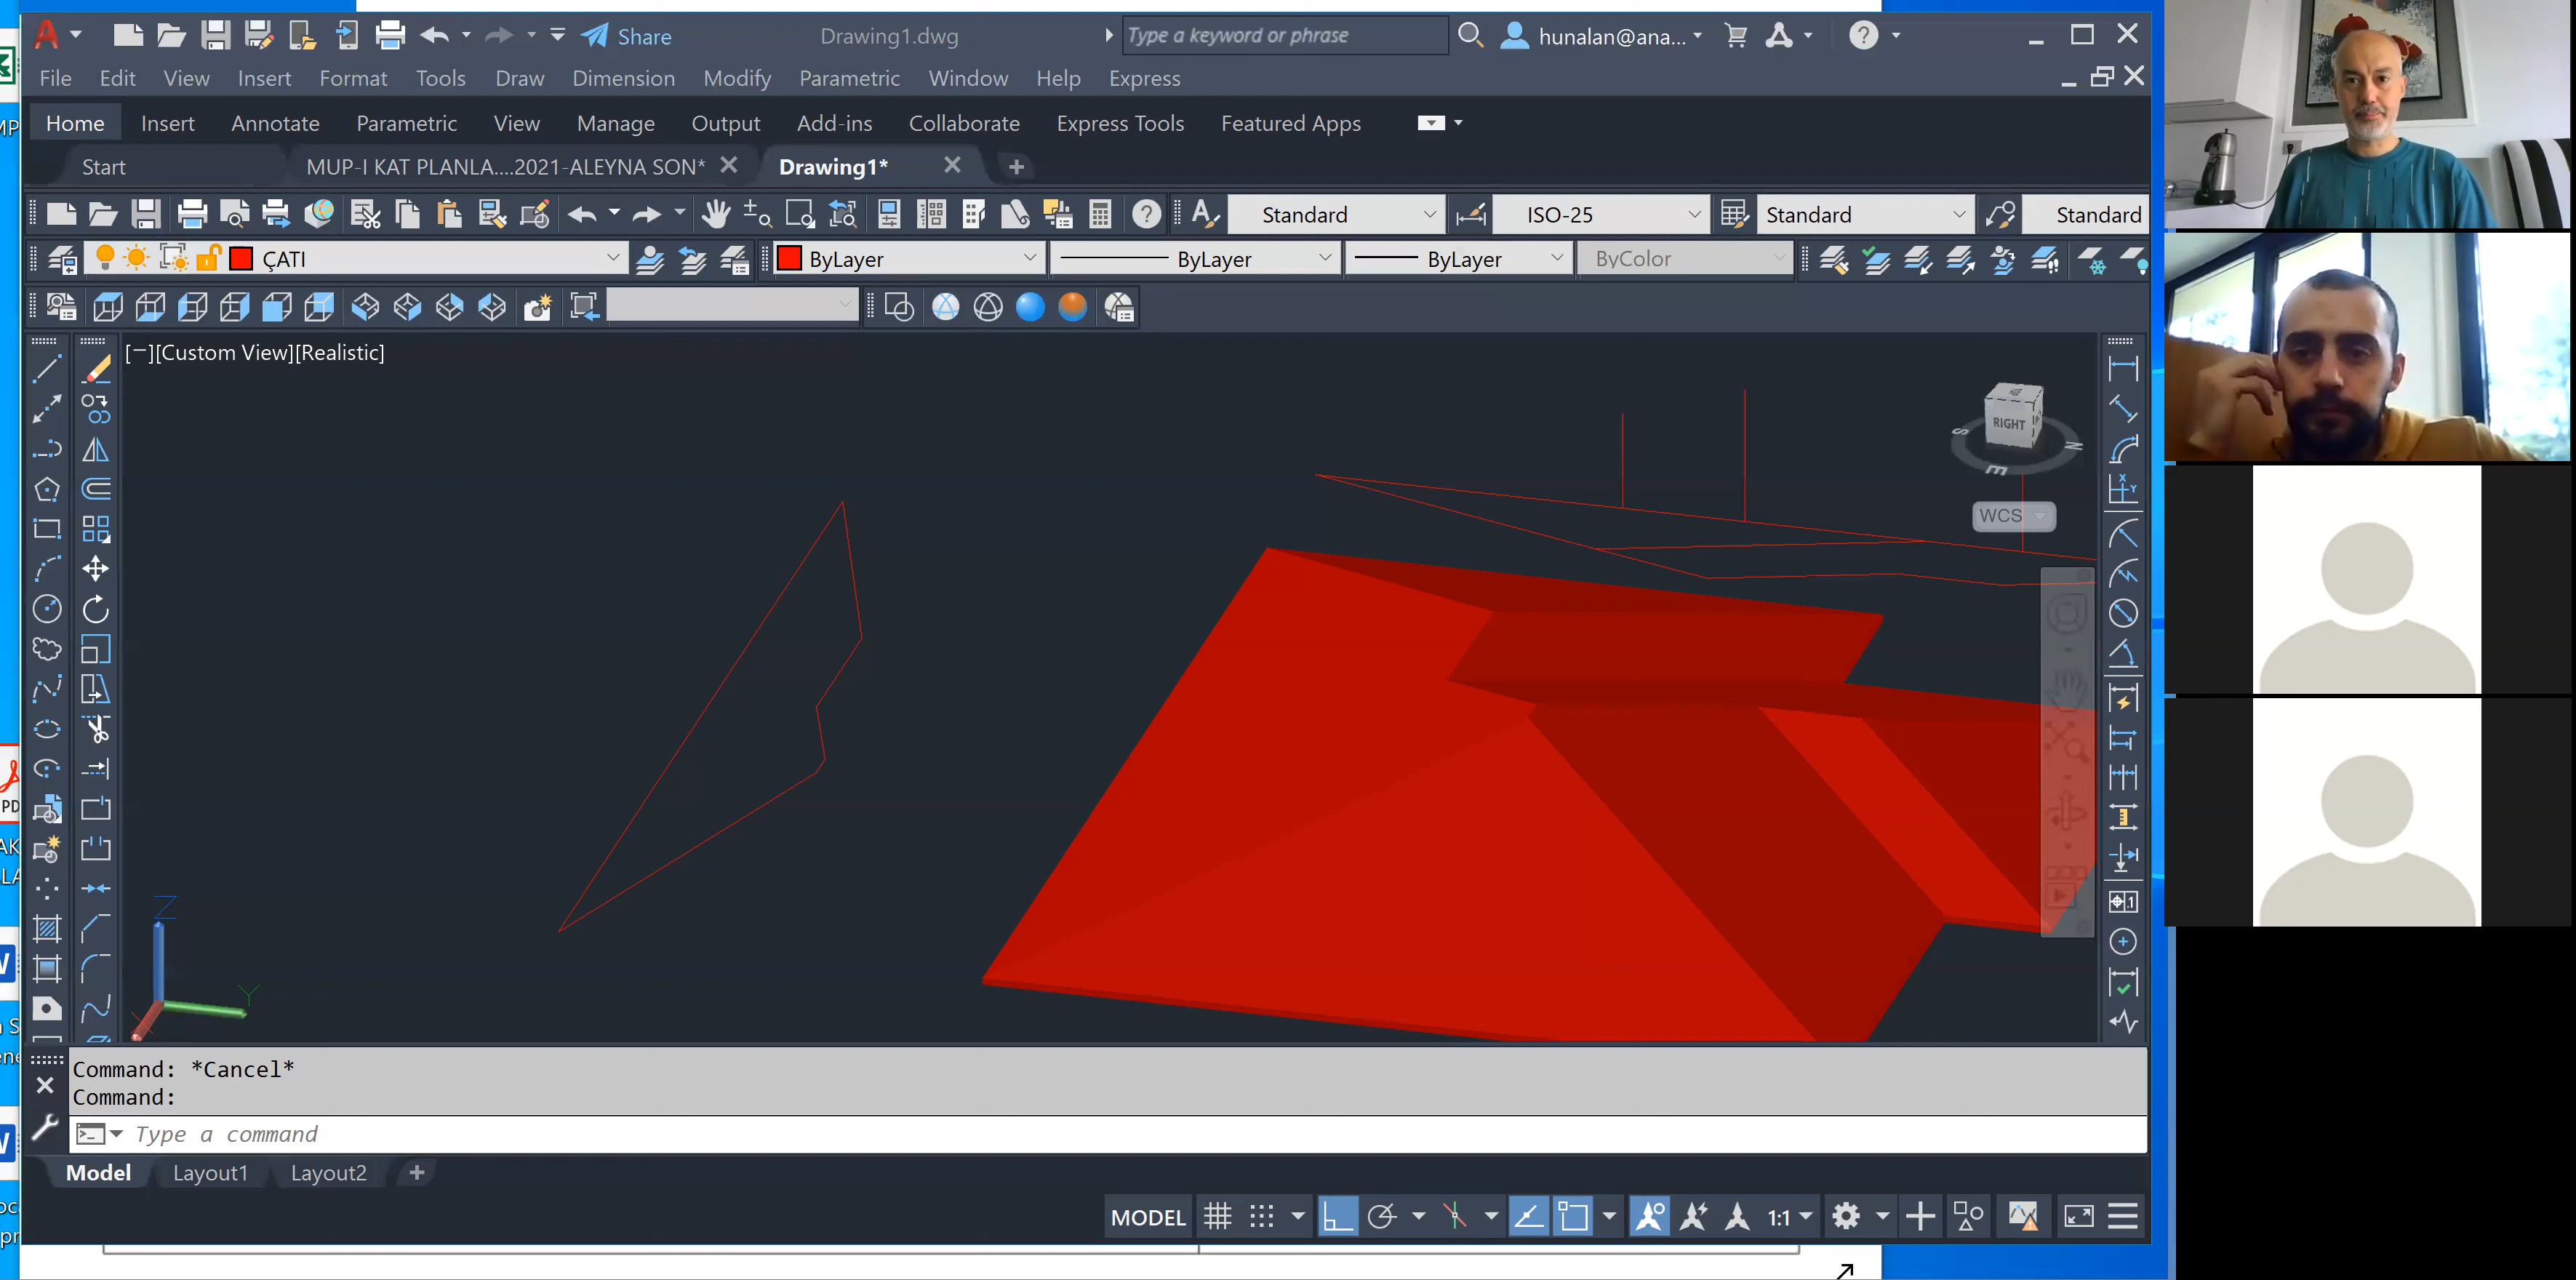 Share
Drawing1.dwg
Type a keyword or phrase
hunalan@ana...
File Edit View Insert Format Tools Draw Dimension Modify Parametric Window Help Express
Home Insert Annotate Parametric View Manage Output Add-ins Collaborate Express Tools Featured Apps
Start MUP-I KAT PLANLA....2021-ALEYNA SON* Drawing1*
Standard ISO-25 Standard Standard
ÇATI ByLayer ByLayer ByLayer ByColor
[−][Custom View][Realistic]
RIGHT
S N E
WCS
Z
Y
X
Command: *Cancel*
Command:
Type a command
Model Layout1 Layout2
MODEL 1:1